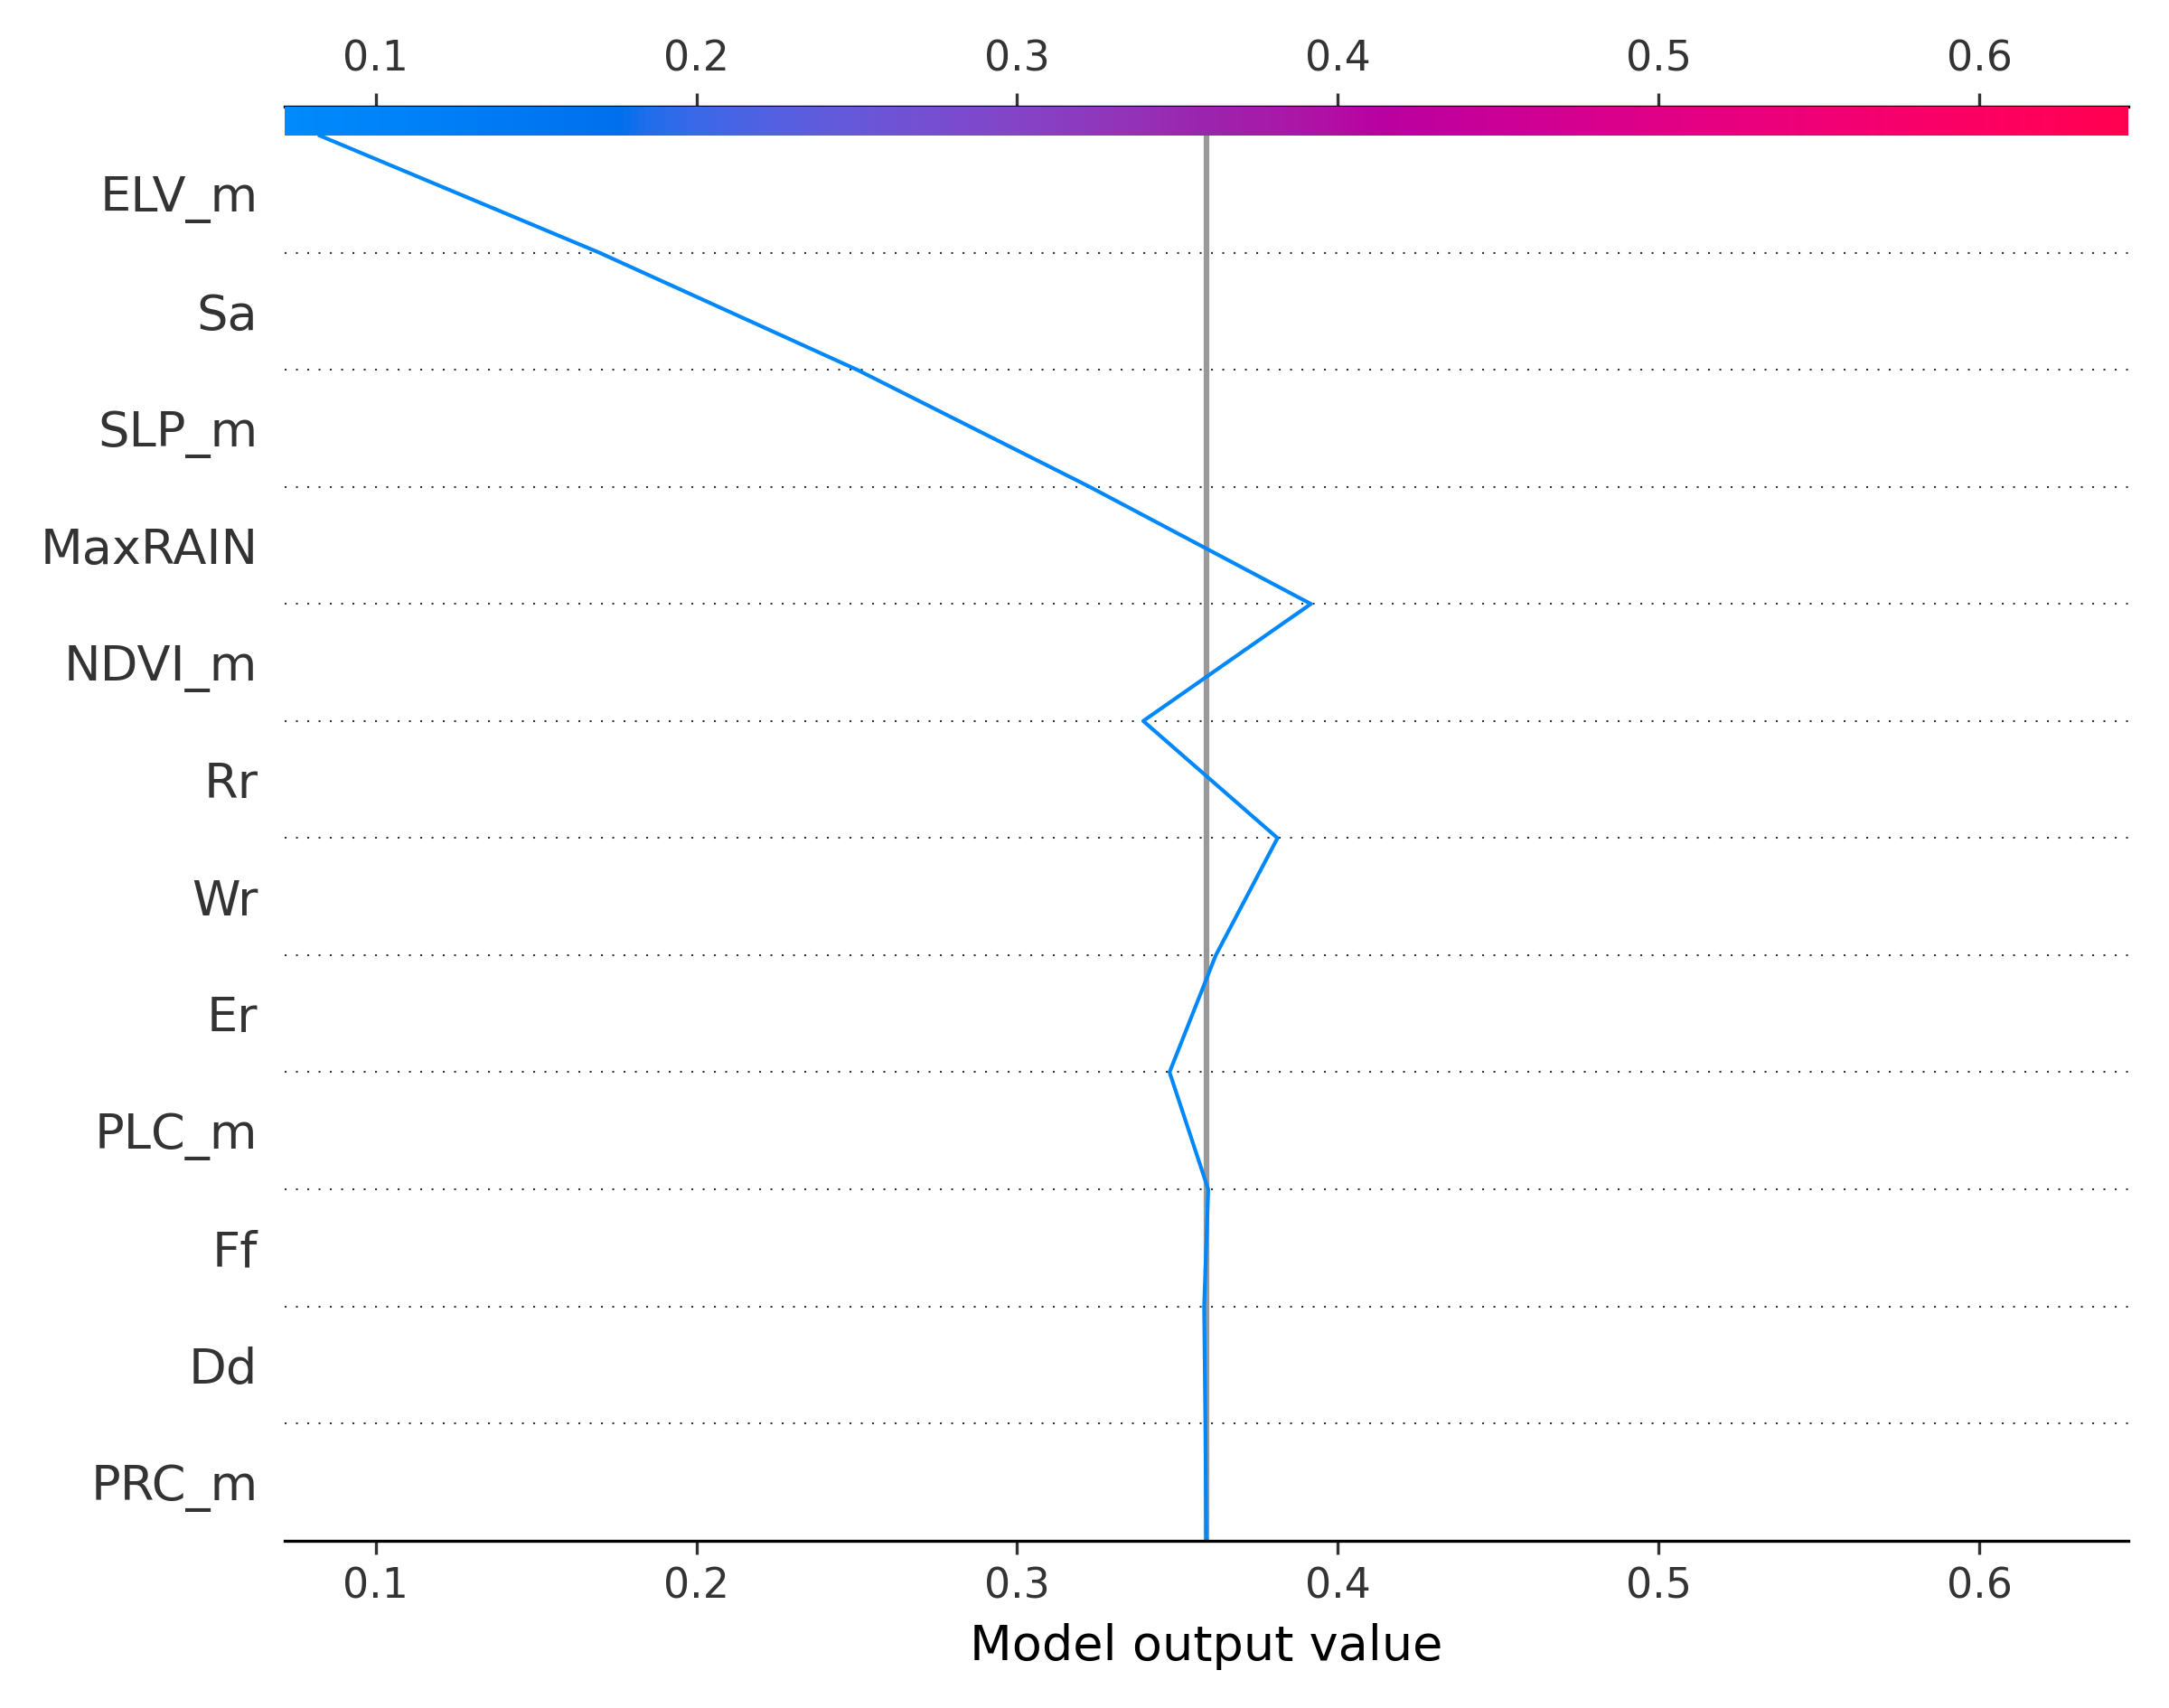 0.1 0.2 0.3 0.4 0.5 0.6
ELV_m
Sa
SLP_m
MaxRAIN
NDVI_m
Rr
Wr
Er
PLC_m
Ff
Dd
PRC_m
0.1 0.2 0.3 0.4 0.5 0.6
Model output value